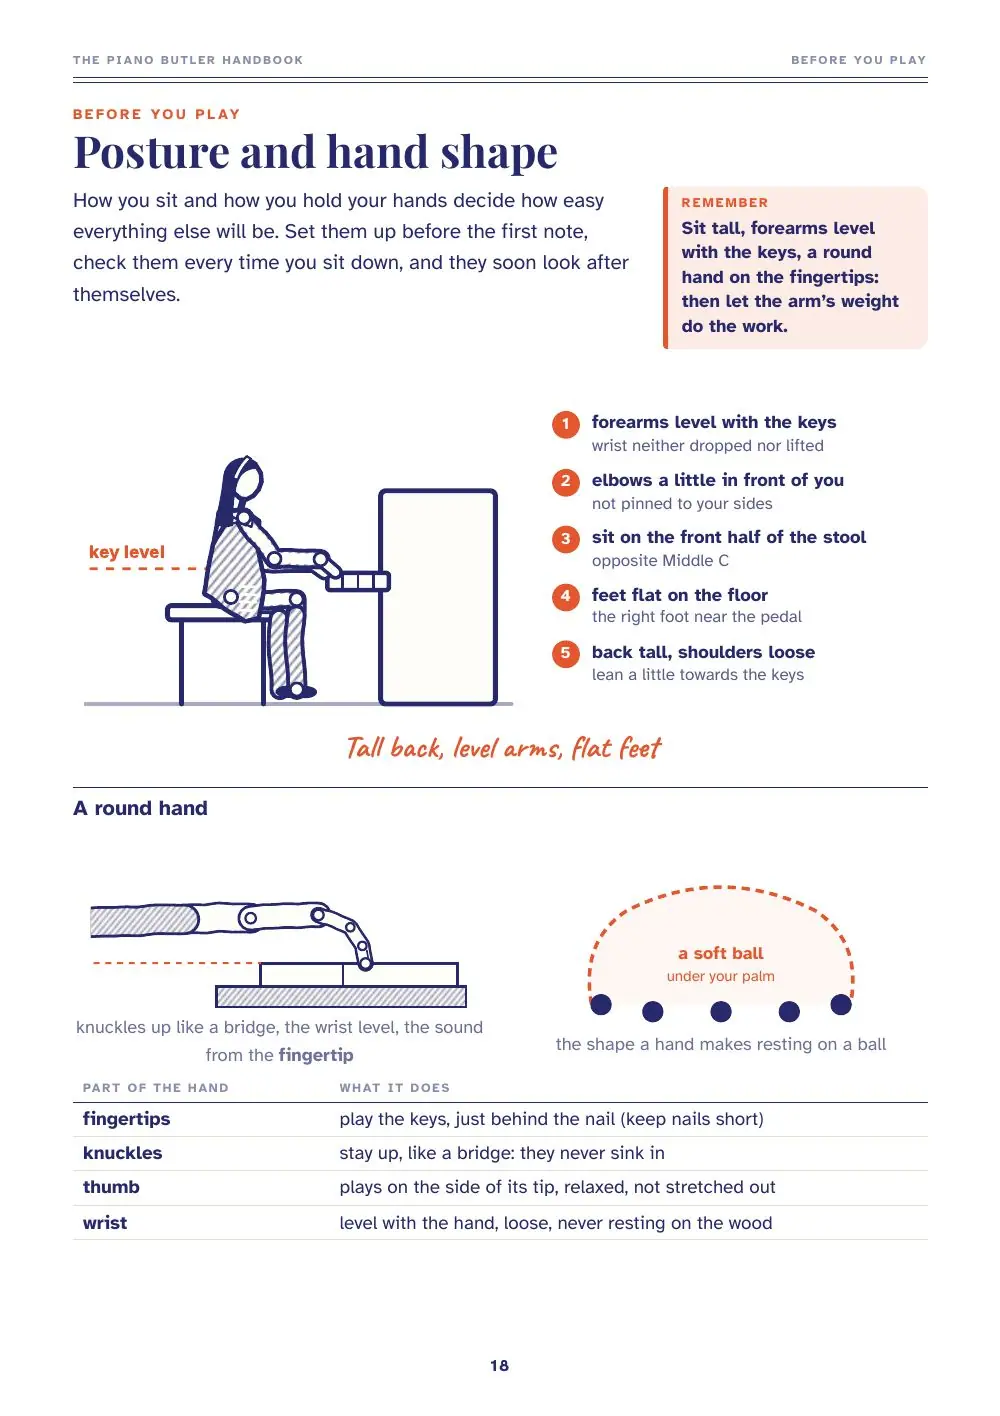 THE PIANO BUTLER HANDBOOK
BEFORE YOU PLAY
BEFORE YOU PLAY
Posture and hand shape
How you sit and how you hold your hands decide how easy
everything else will be. Set them up before the first note,
check them every time you sit down, and they soon look after
themselves.
REMEMBER
Sit tall, forearms level
with the keys, a round
hand on the fingertips:
then let the arm’s weight
do the work.
key level
1 forearms level with the keys
wrist neither dropped nor lifted
2 elbows a little in front of you
not pinned to your sides
3 sit on the front half of the stool
opposite Middle C
4 feet flat on the floor
the right foot near the pedal
5 back tall, shoulders loose
lean a little towards the keys
Tall back, level arms, flat feet
A round hand
knuckles up like a bridge, the wrist level, the sound
from the fingertip
a soft ball
under your palm
the shape a hand makes resting on a ball
PART OF THE HAND WHAT IT DOES
fingertips play the keys, just behind the nail (keep nails short)
knuckles stay up, like a bridge: they never sink in
thumb plays on the side of its tip, relaxed, not stretched out
wrist level with the hand, loose, never resting on the wood
18